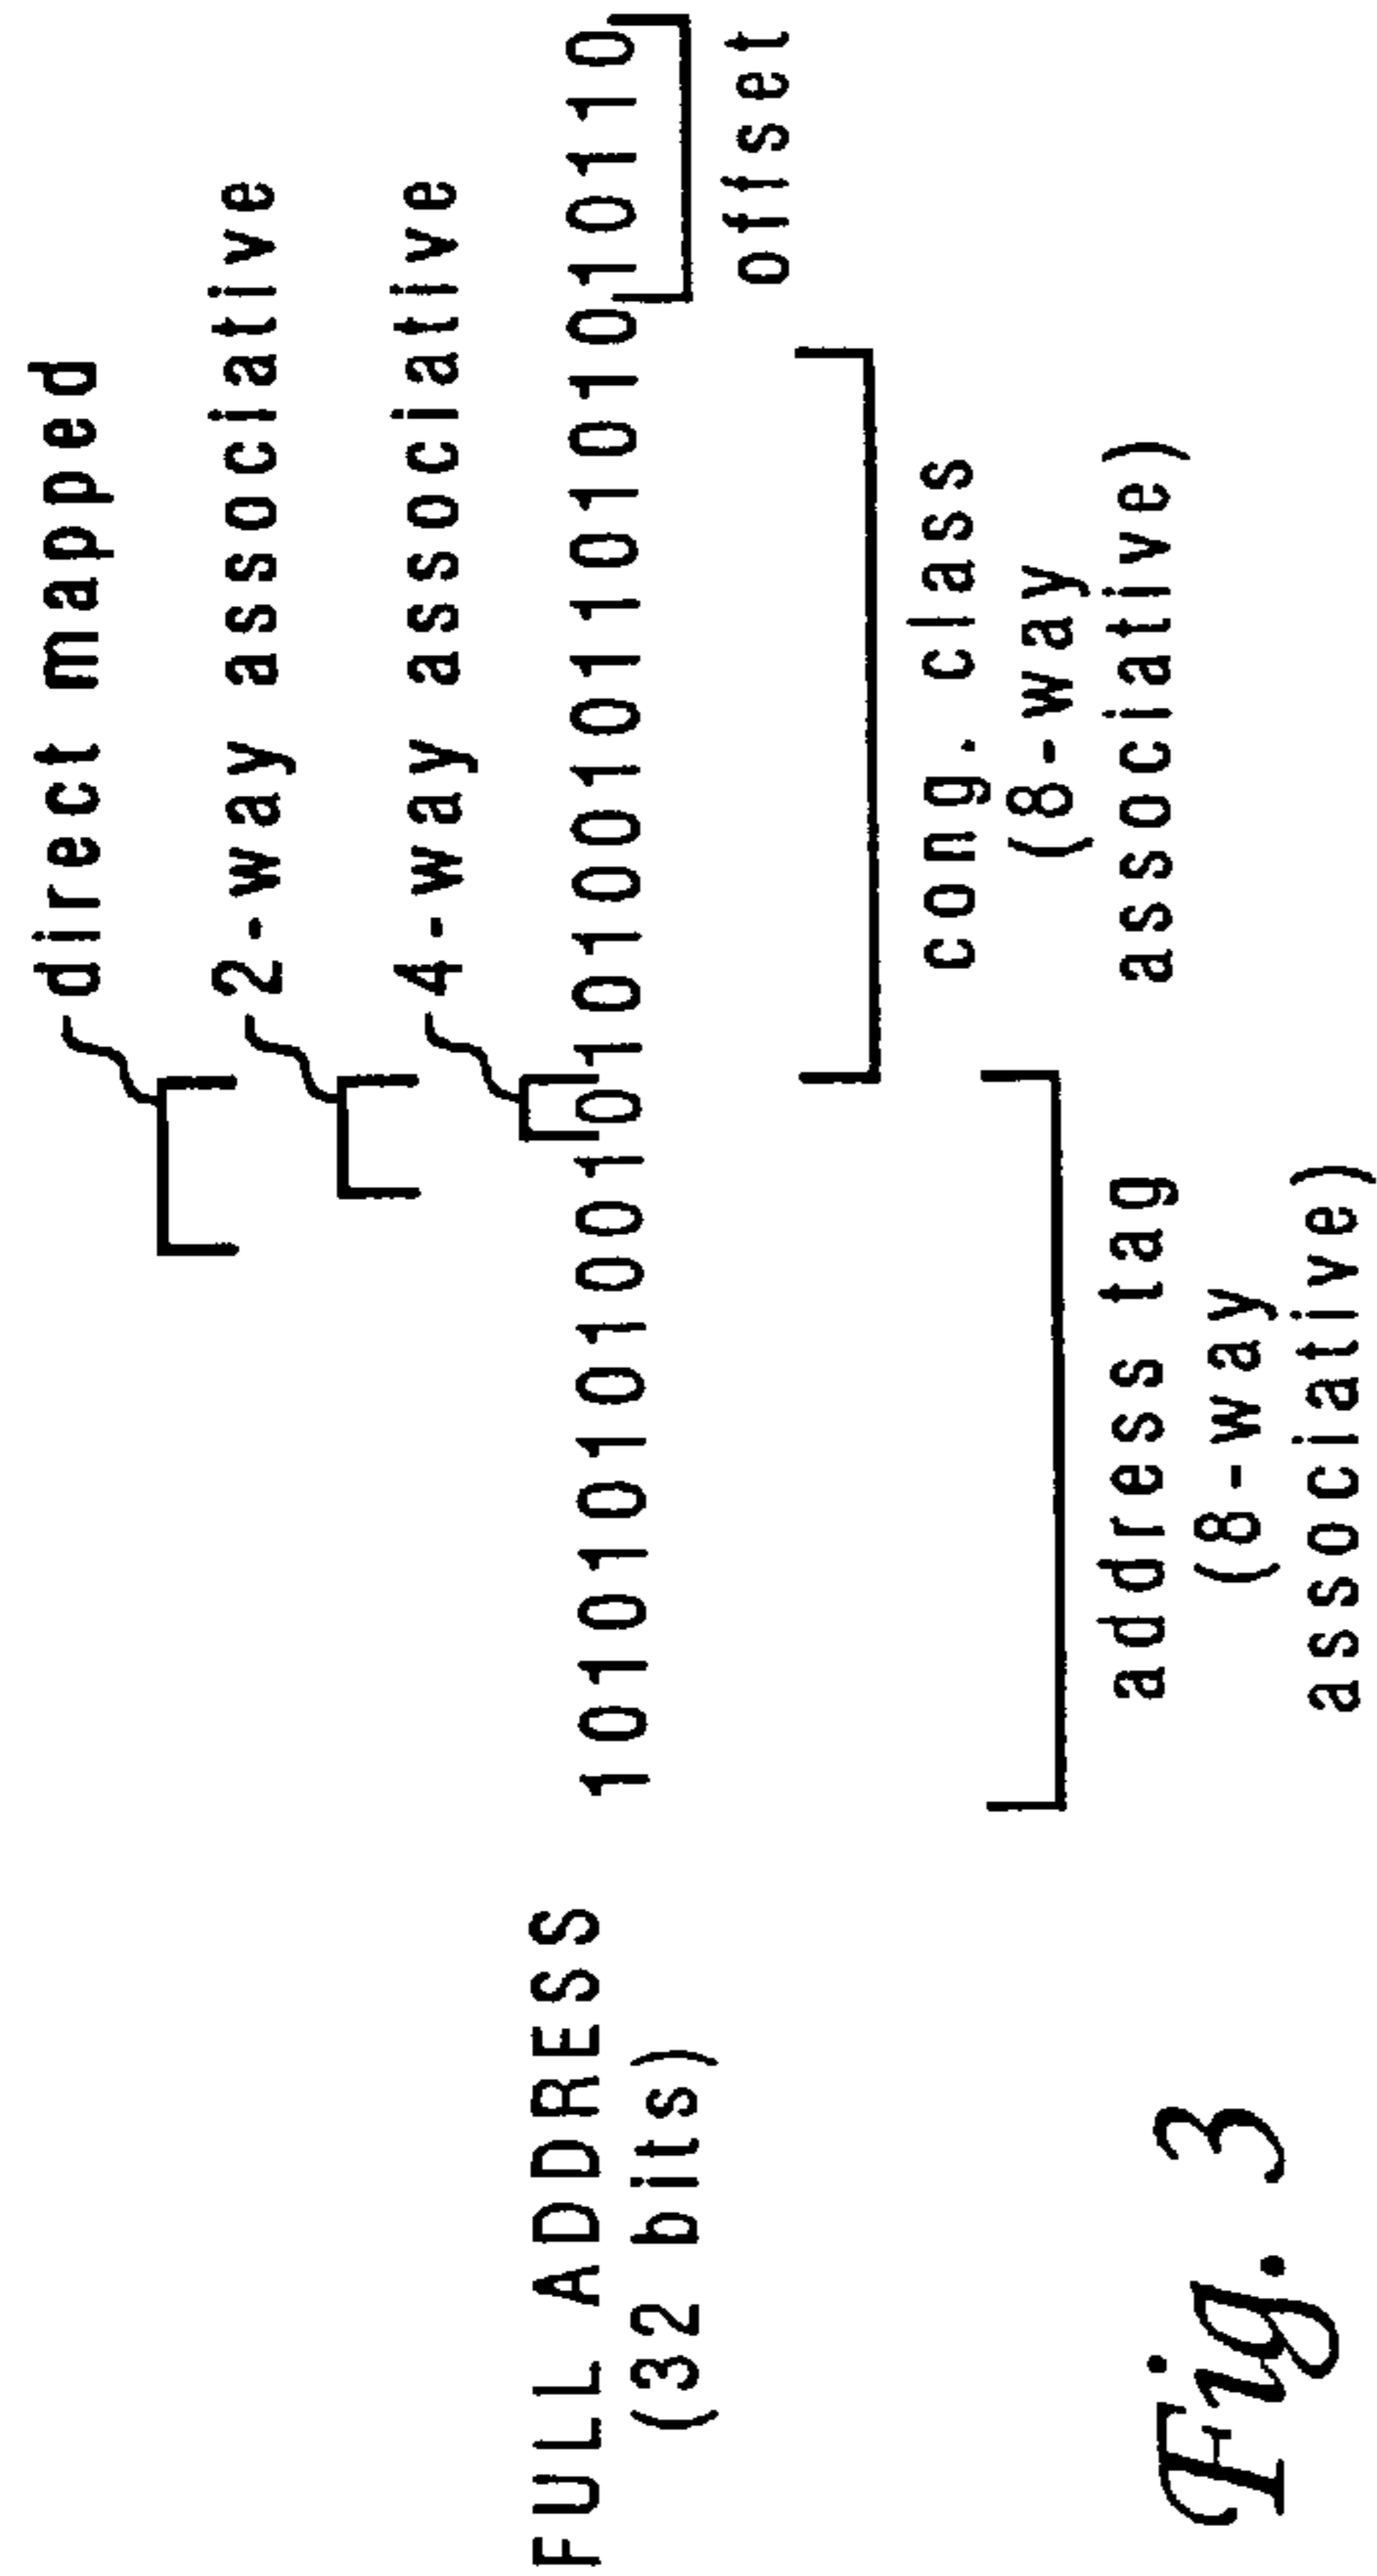 direct mapped
2-way associative
4-way associative
FULL ADDRESS
(32 bits)
10101010100101010010110101010110
offset
cong. class
(8-way
associative)
address tag
(8-way
associative)
Fig. 3